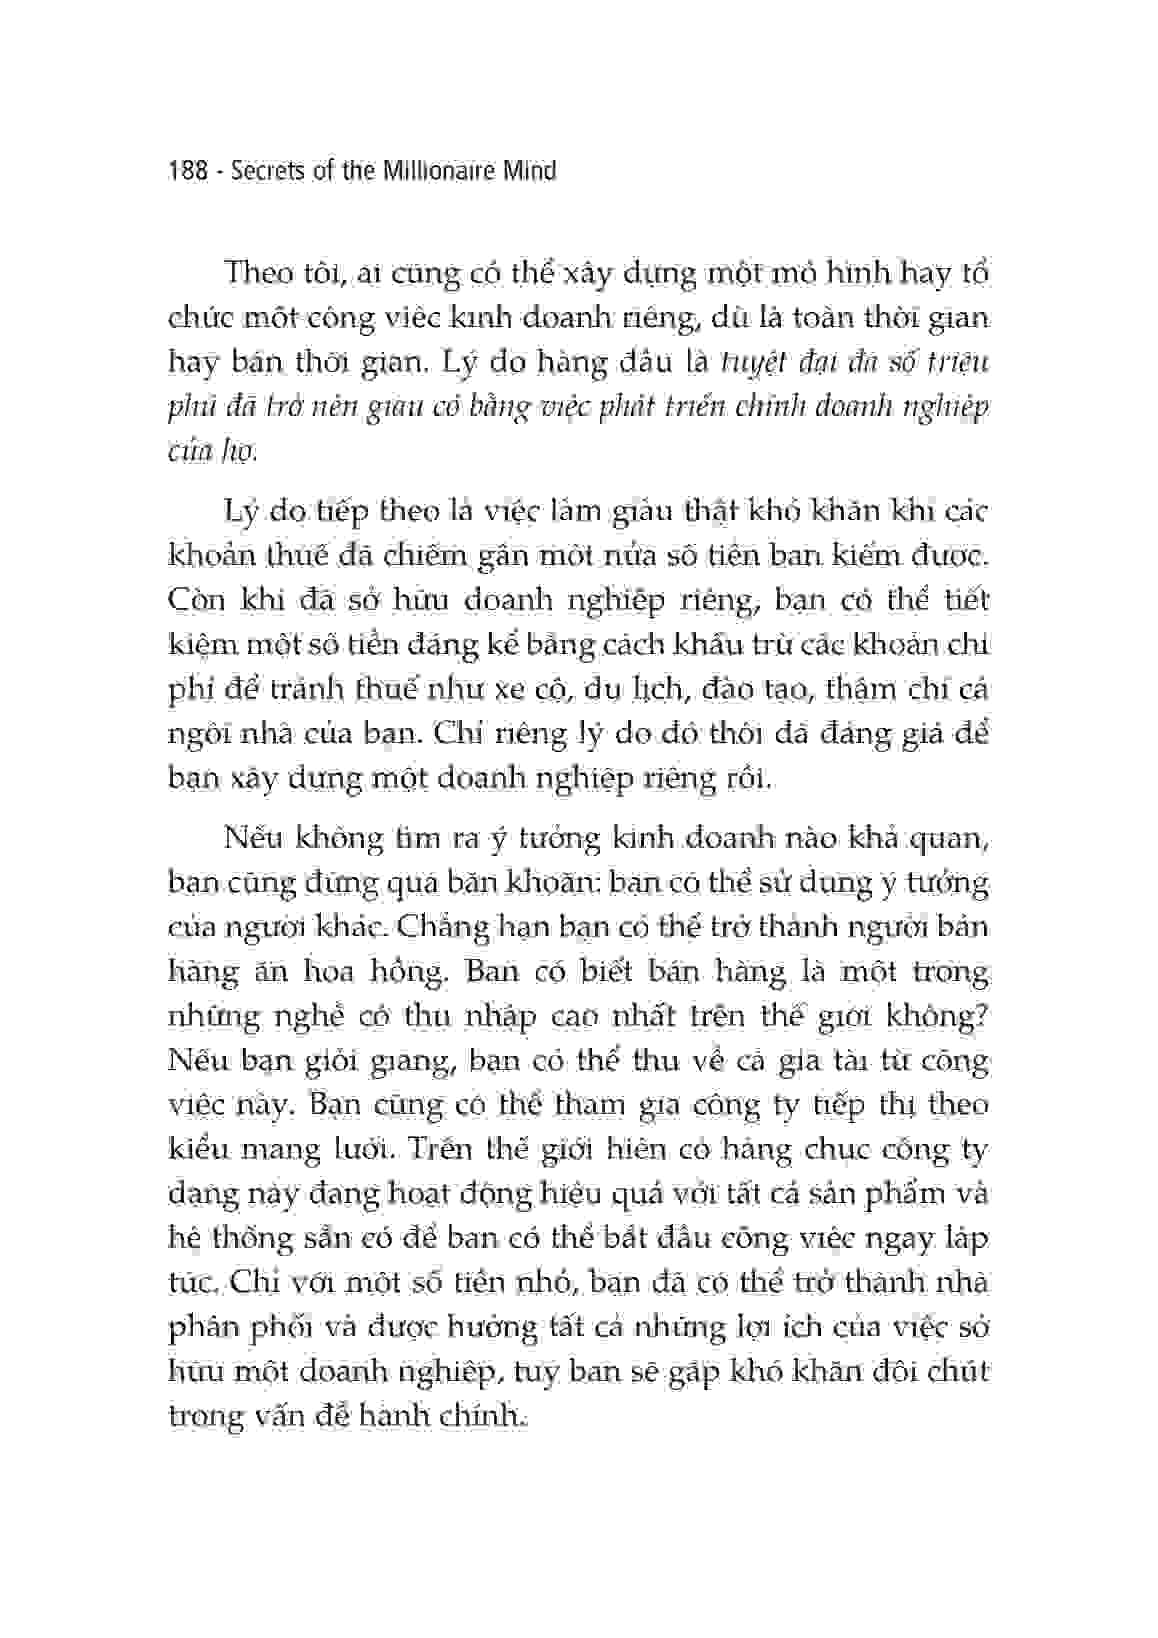 188 - Secrets of the Millionaire Mind
Theo tôi, ai cũng có thể xây dựng một mô hình hay tổ
chức một công việc kinh doanh riêng, dù là toàn thời gian
hay bán thời gian. Lý do hàng đầu là tuyệt đại đa số triệu
phú đã trở nên giàu có bằng việc phát triển chính doanh nghiệp
của họ.
Lý do tiếp theo là việc làm giàu thật khó khăn khi các
khoản thuế đã chiếm gần một nửa số tiền bạn kiếm được.
Còn khi đã sở hữu doanh nghiệp riêng, bạn có thể tiết
kiệm một số tiền đáng kể bằng cách khấu trừ các khoản chi
phí để tránh thuế như xe cộ, du lịch, đào tạo, thậm chí cả
ngôi nhà của bạn. Chỉ riêng lý do đó thôi đã đáng giá để
bạn xây dựng một doanh nghiệp riêng rồi.
Nếu không tìm ra ý tưởng kinh doanh nào khả quan,
bạn cũng đừng quá băn khoăn: bạn có thể sử dụng ý tưởng
của người khác. Chẳng hạn bạn có thể trở thành người bán
hàng ăn hoa hồng. Bạn có biết bán hàng là một trong
những nghề có thu nhập cao nhất trên thế giới không?
Nếu bạn giỏi giang, bạn có thể thu về cả gia tài từ công
việc này. Bạn cũng có thể tham gia công ty tiếp thị theo
kiểu mạng lưới. Trên thế giới hiện có hàng chục công ty
dạng này đang hoạt động hiệu quả với tất cả sản phẩm và
hệ thống sẵn có để bạn có thể bắt đầu công việc ngay lập
tức. Chỉ với một số tiền nhỏ, bạn đã có thể trở thành nhà
phân phối và được hưởng tất cả những lợi ích của việc sở
hữu một doanh nghiệp, tuy bạn sẽ gặp khó khăn đôi chút
trong vấn đề hành chính.